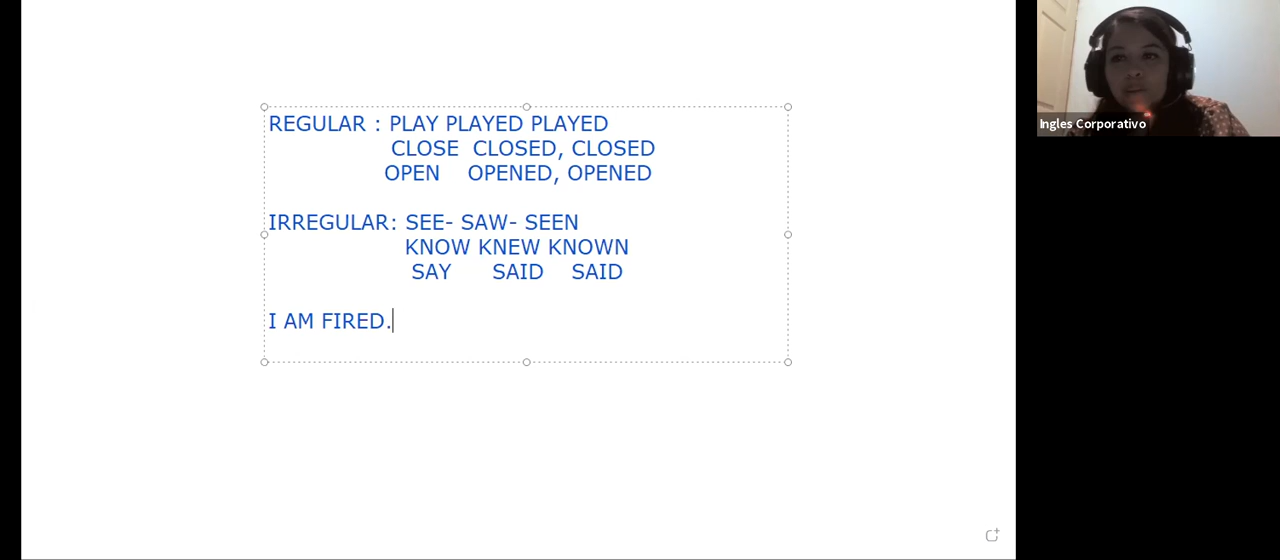 REGULAR : PLAY PLAYED PLAYED
CLOSE CLOSED, CLOSED
OPEN OPENED, OPENED
IRREGULAR: SEE- SAW- SEEN
KNOW KNEW KNOWN
SAY SAID SAID
I AM FIRED.
Ingles Corporativo